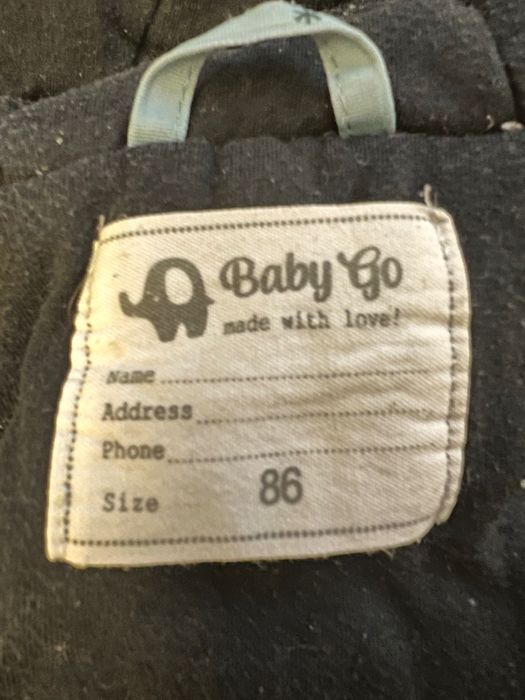 Baby Go
made with love!
Name
Address
Phone
Size 86